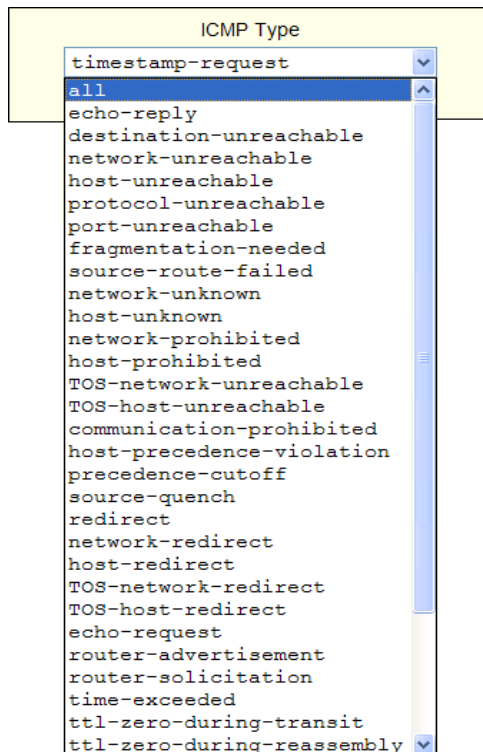 ICMP Type
timestamp-request
all
echo-reply
destination-unreachable
network-unreachable
host-unreachable
protocol-unreachable
port-unreachable
fragmentation-needed
source-route-failed
network-unknown
host-unknown
network-prohibited
host-prohibited
TOS-network-unreachable
TOS-host-unreachable
communication-prohibited
host-precedence-violation
precedence-cutoff
source-quench
redirect
network-redirect
host-redirect
TOS-network-redirect
TOS-host-redirect
echo-request
router-advertisement
router-solicitation
time-exceeded
ttl-zero-during-transit
ttl-zero-during-reassembly